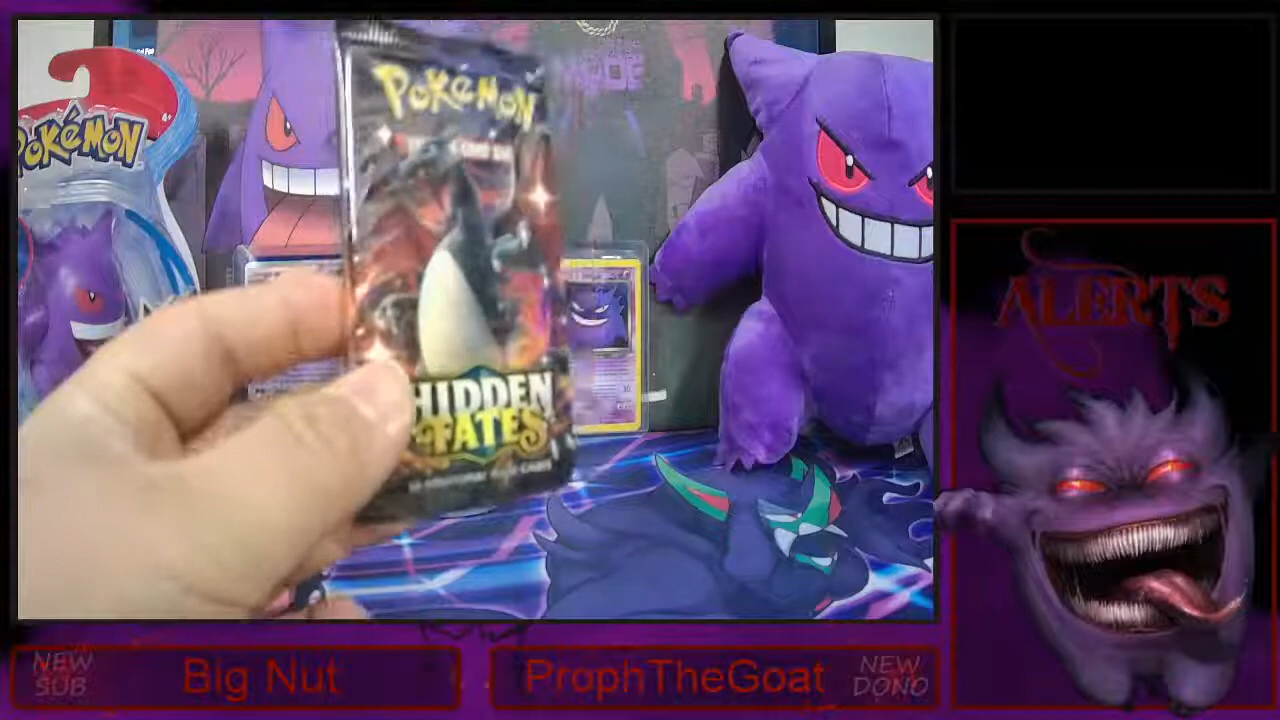 POKéMON
POKéMON
HIDDEN
FATES
ALERTS
NEW
SUB
Big Nut
ProphTheGoat
NEW
DONO